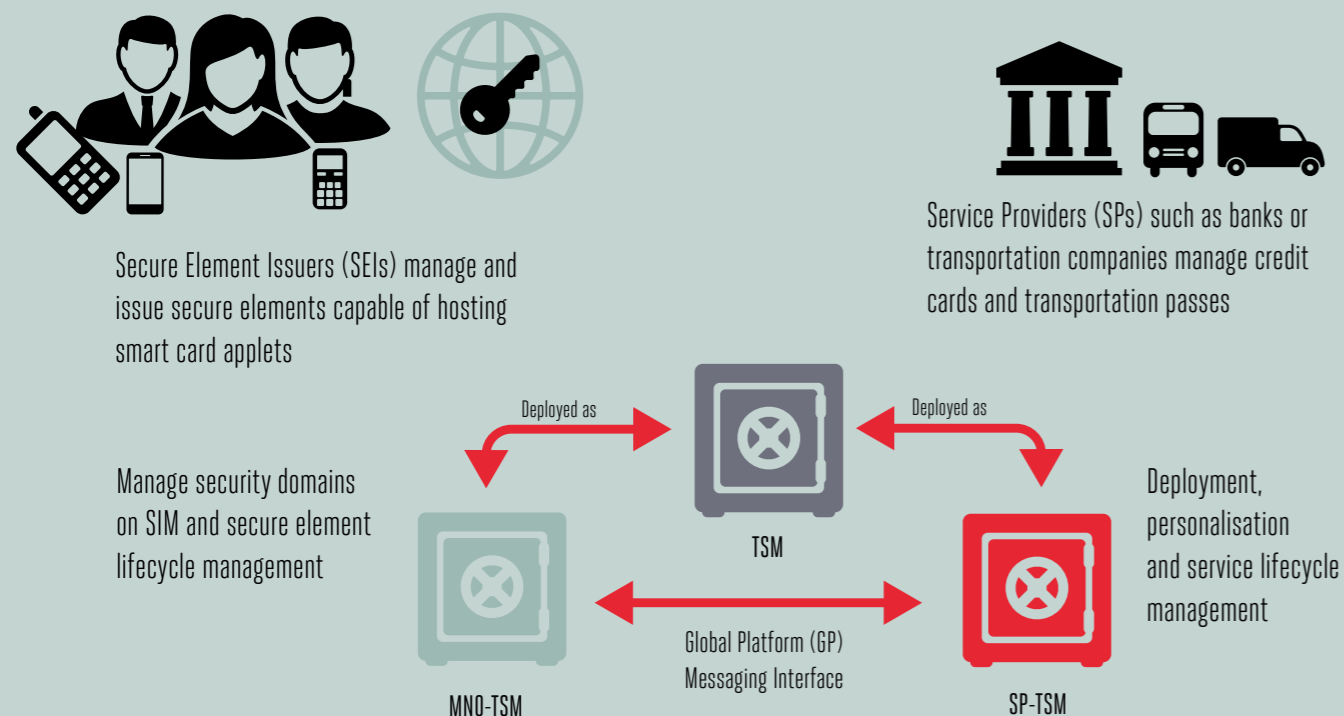 Secure Element Issuers (SEIs) manage and
issue secure elements capable of hosting
smart card applets
Service Providers (SPs) such as banks or
transportation companies manage credit
cards and transportation passes
Deployed as
Deployed as
Manage security domains
on SIM and secure element
lifecycle management
TSM
Deployment,
personalisation
and service lifecycle
management
Global Platform (GP)
Messaging Interface
MNO-TSM
SP-TSM